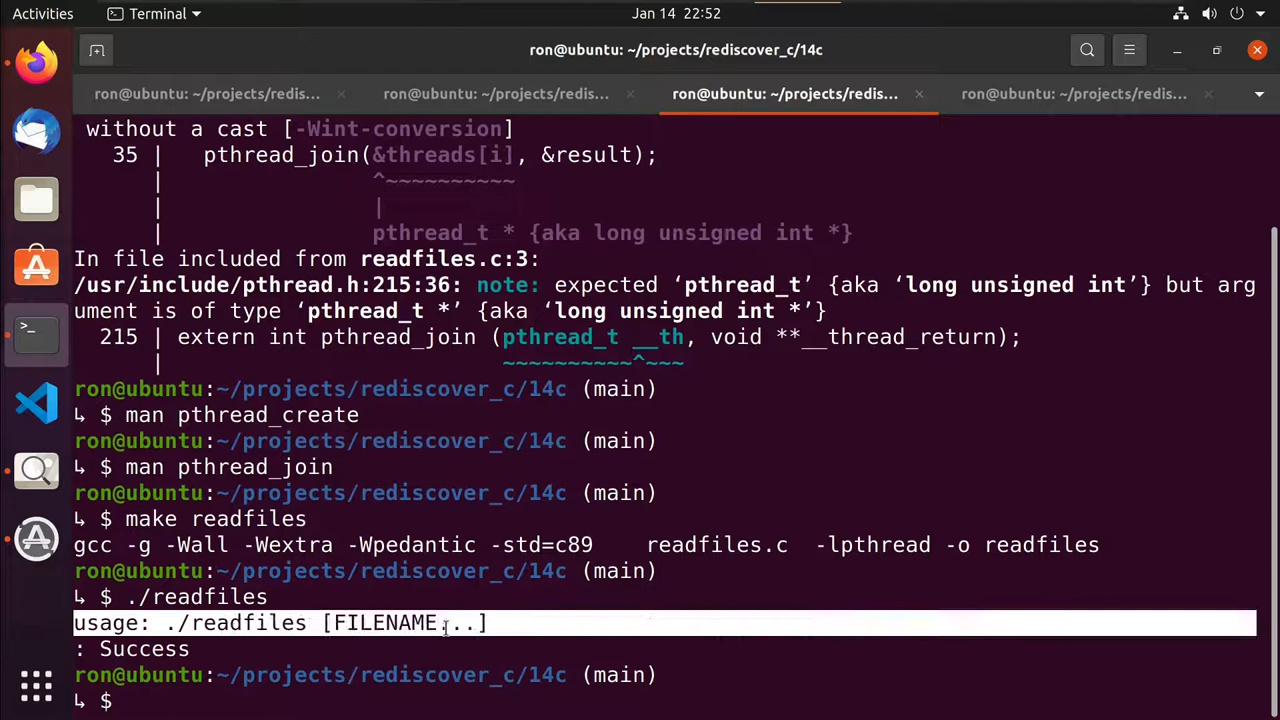 Activities
Terminal
Jan 14 22:52
ron@ubuntu: ~/projects/rediscover_c/14c
ron@ubuntu: ~/projects/redis...
ron@ubuntu: ~/projects/redis...
ron@ubuntu: ~/projects/redis...
ron@ubuntu: ~/projects/redis...
without a cast [-Wint-conversion]
35 |   pthread_join(&threads[i], &result);
|                ^~~~~~~~~~~
|                |
|                pthread_t * {aka long unsigned int *}
In file included from readfiles.c:3:
/usr/include/pthread.h:215:36: note: expected ‘pthread_t’ {aka ‘long unsigned int’} but arg
ument is of type ‘pthread_t *’ {aka ‘long unsigned int *’}
215 | extern int pthread_join (pthread_t __th, void **__thread_return);
|                          ~~~~~~~~~~^~~~
ron@ubuntu:~/projects/rediscover_c/14c (main)
↳ $ man pthread_create
ron@ubuntu:~/projects/rediscover_c/14c (main)
↳ $ man pthread_join
ron@ubuntu:~/projects/rediscover_c/14c (main)
↳ $ make readfiles
gcc -g -Wall -Wextra -Wpedantic -std=c89    readfiles.c  -lpthread -o readfiles
ron@ubuntu:~/projects/rediscover_c/14c (main)
↳ $ ./readfiles
usage: ./readfiles [FILENAME...]
: Success
ron@ubuntu:~/projects/rediscover_c/14c (main)
↳ $